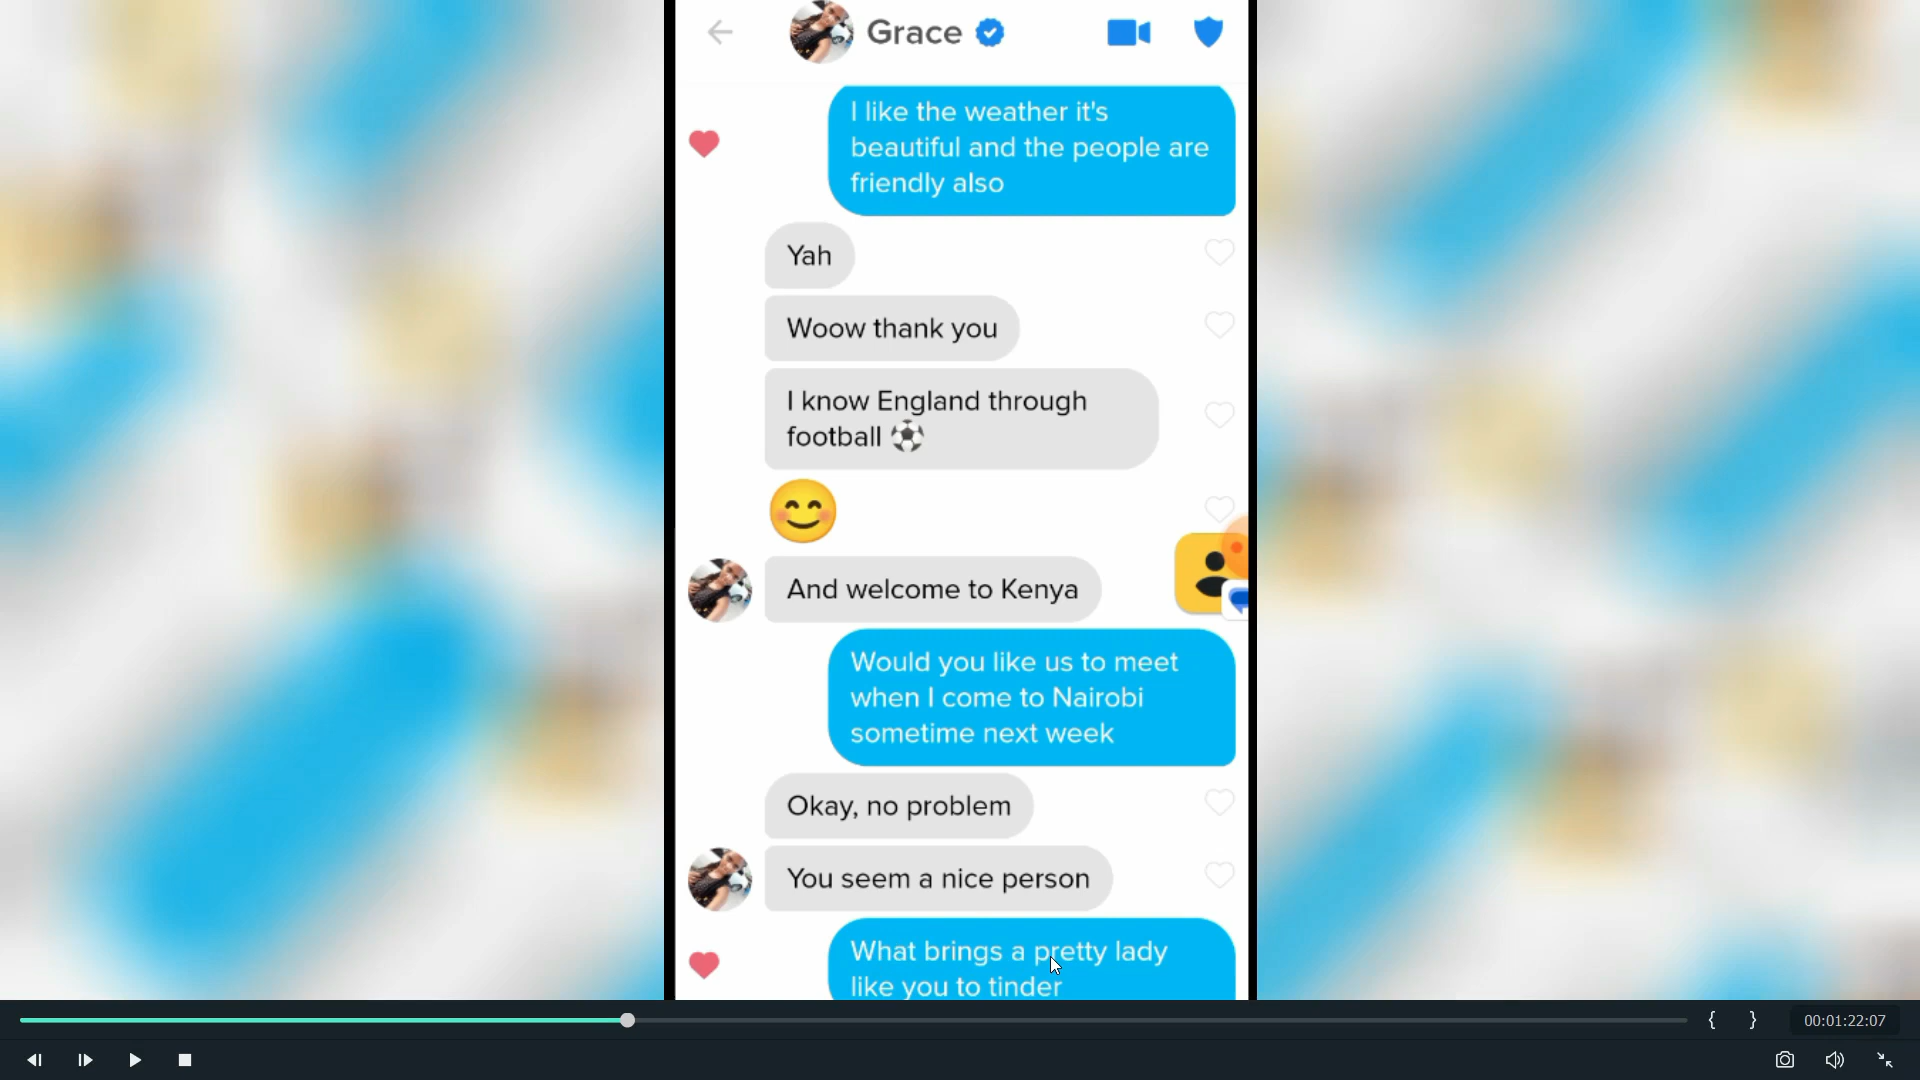 Grace
I like the weather it's
beautiful and the people are
friendly also
Yah
Woow thank you
I know England through
football ⚽
😊
And welcome to Kenya
Would you like us to meet
when I come to Nairobi
sometime next week
Okay, no problem
You seem a nice person
What brings a pretty lady
like you to tinder
{ } 00:01:22:07